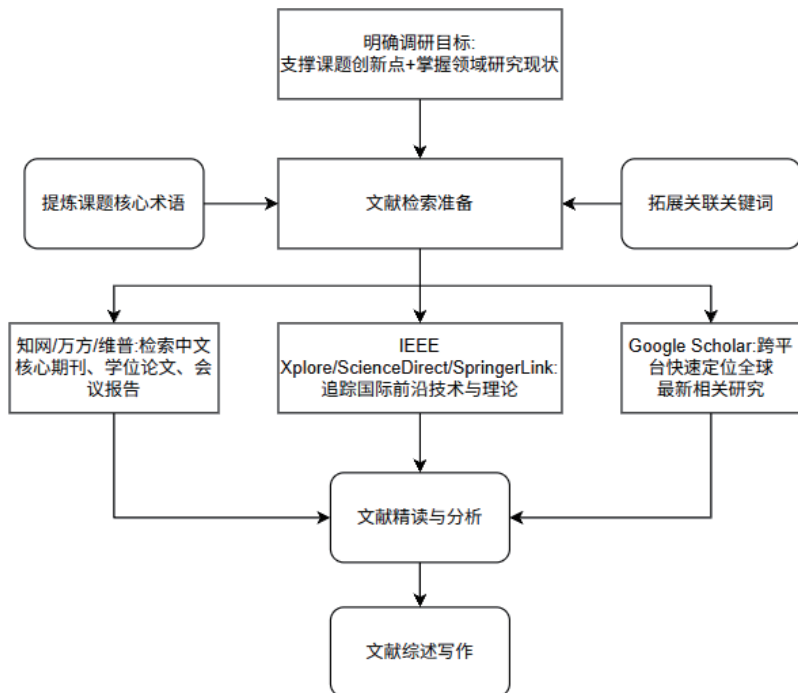 明确调研目标:
支撑课题创新点+掌握领域研究现状
提炼课题核心术语
文献检索准备
拓展关联关键词
知网/万方/维普:检索中文
核心期刊、学位论文、会
议报告
IEEE
Xplore/ScienceDirect/SpringerLink:
追踪国际前沿技术与理论
Google Scholar:跨平
台快速定位全球
最新相关研究
文献精读与分析
文献综述写作